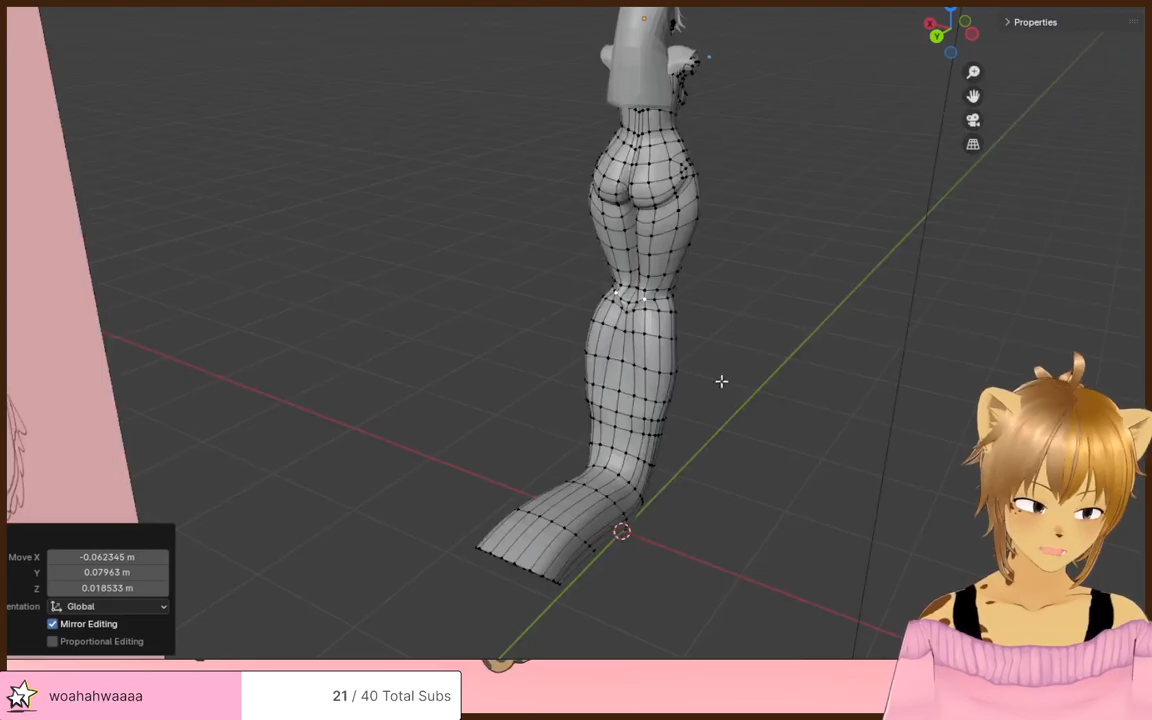 X
Y
Properties
Move X -0.062345 m
Y 0.07963 m
Z 0.018533 m
entation Global
Mirror Editing
Proportional Editing
woahahwaaaa 21 / 40 Total Subs